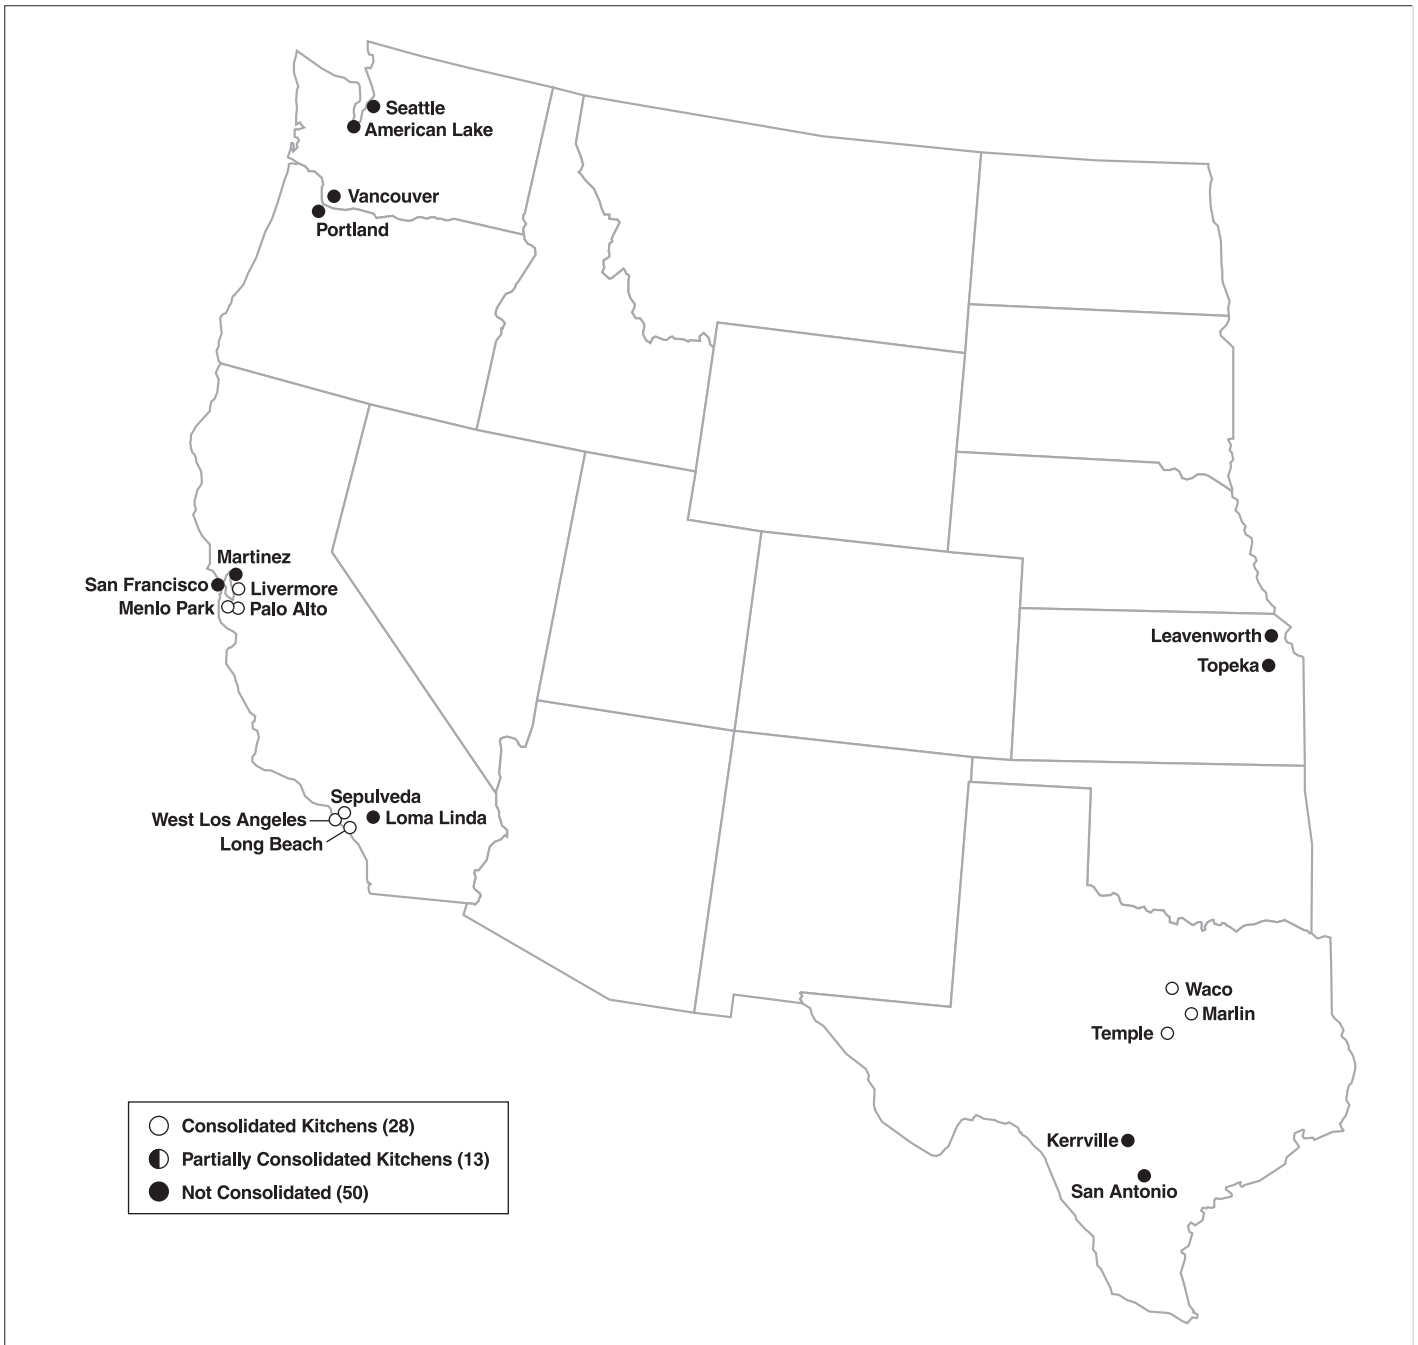 Seattle
American Lake
Vancouver
Portland
Martinez
San Francisco
Livermore
Menlo Park
Palo Alto
Leavenworth
Topeka
Sepulveda
West Los Angeles
Loma Linda
Long Beach
Waco
Marlin
Temple
Kerrville
San Antonio
Consolidated Kitchens (28)
Partially Consolidated Kitchens (13)
Not Consolidated (50)